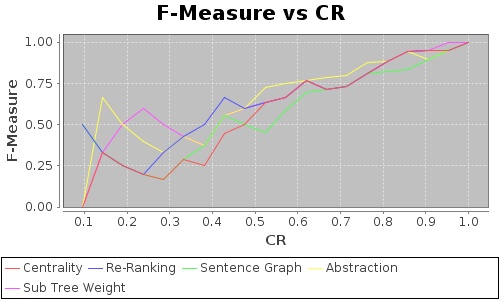 F-Measure vs CR
1.00
0.75
0.50
0.25
0.00
F-Measure
0.1 0.2 0.3 0.4 0.5 0.6 0.7 0.8 0.9 1.0
CR
Centrality Re-Ranking Sentence Graph Abstraction
Sub Tree Weight